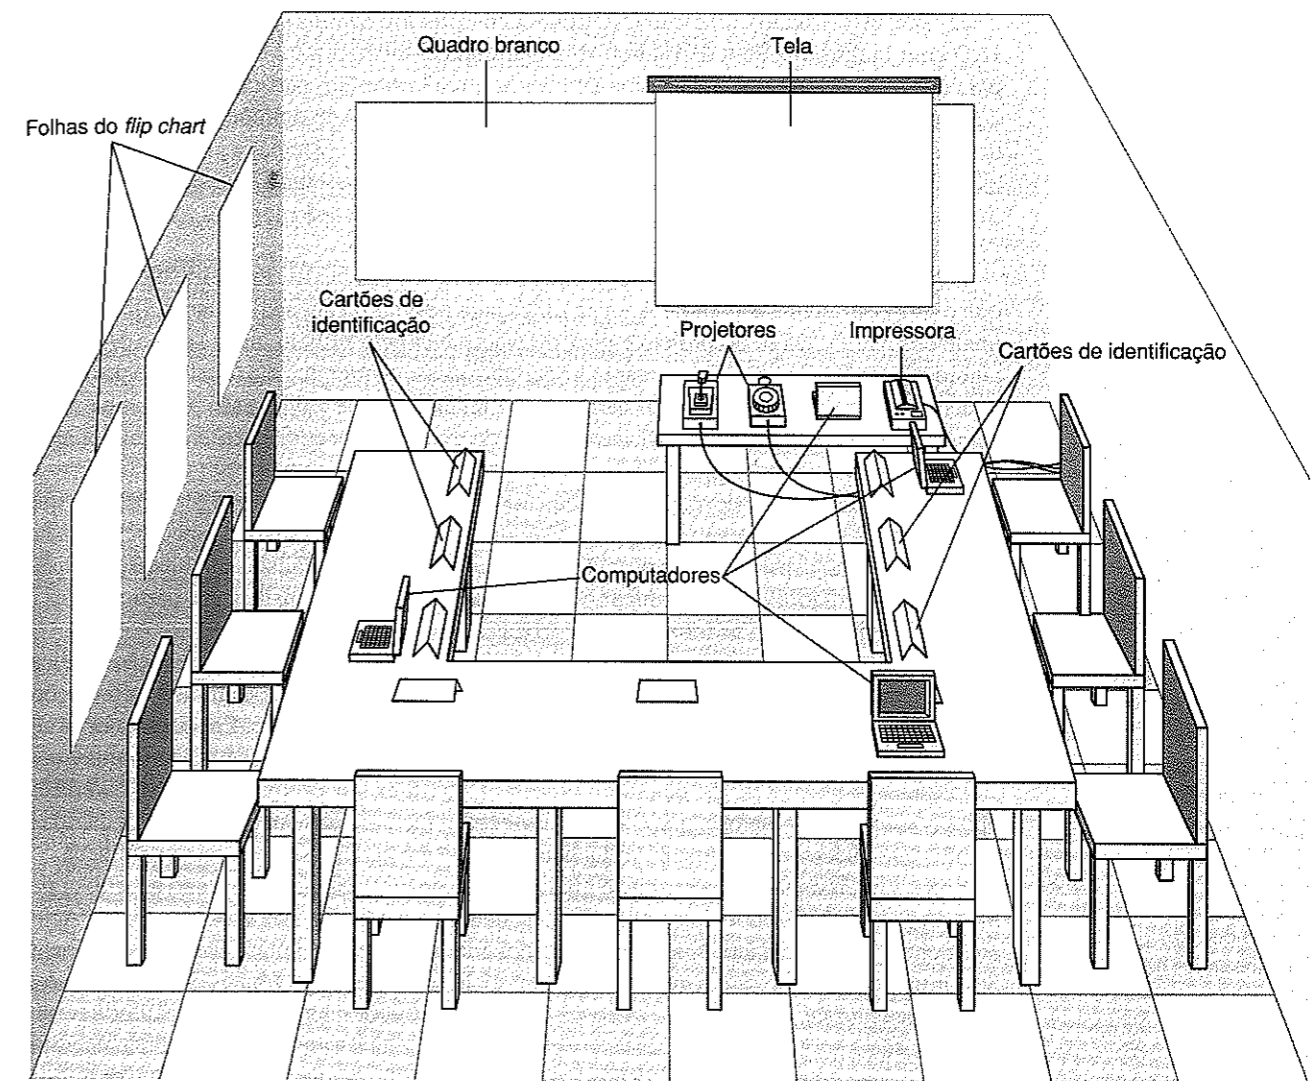 Quadro branco
Tela
Folhas do flip chart
Cartões de
identificação
Projetores
Impressora
Cartões de identificação
Computadores